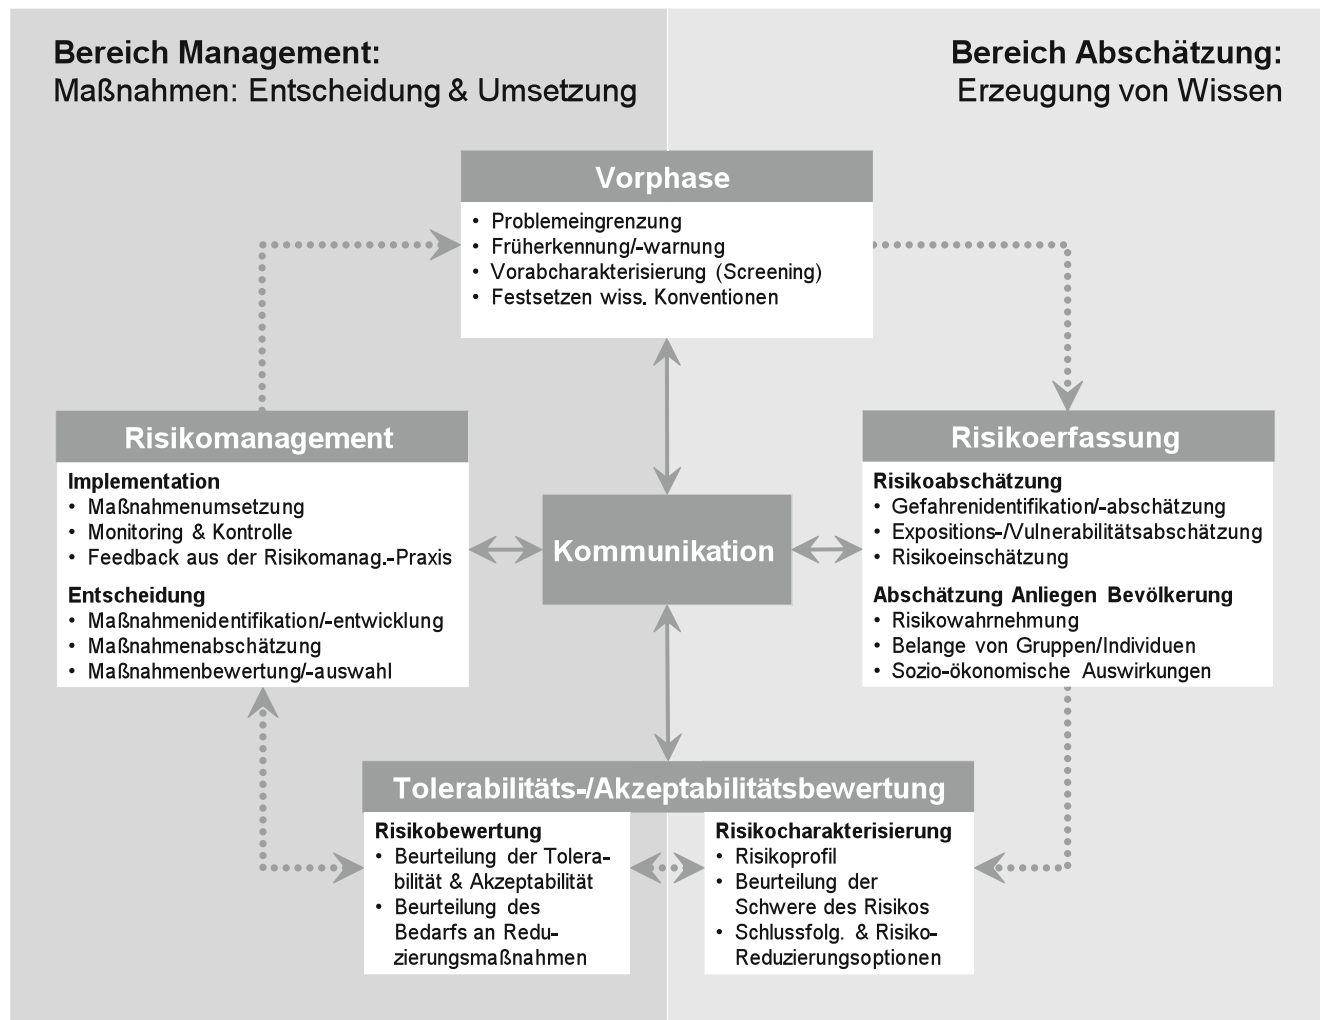 Bereich Management:
Maßnahmen: Entscheidung & Umsetzung
Bereich Abschätzung:
Erzeugung von Wissen
Vorphase
• Problemeingrenzung
• Früherkennung/-warnung
• Vorabcharakterisierung (Screening)
• Festsetzen wiss. Konventionen
Risikomanagement
Implementation
• Maßnahmenumsetzung
• Monitoring & Kontrolle
• Feedback aus der Risikomanag.-Praxis
Entscheidung
• Maßnahmenidentifikation/-entwicklung
• Maßnahmenabschätzung
• Maßnahmenbewertung/-auswahl
Kommunikation
Risikoerfassung
Risikoabschätzung
• Gefahrenidentifikation/-abschätzung
• Expositions-/Vulnerabilitätsabschätzung
• Risikoeinschätzung
Abschätzung Anliegen Bevölkerung
• Risikowahrnehmung
• Belange von Gruppen/Individuen
• Sozio-ökonomische Auswirkungen
Tolerabilitäts-/Akzeptabilitätsbewertung
Risikobewertung
• Beurteilung der Tolera-
bilität & Akzeptabilität
• Beurteilung des
Bedarfs an Redu-
zierungsmaßnahmen
Risikocharakterisierung
• Risikoprofil
• Beurteilung der
Schwere des Risikos
• Schlussfolg. & Risiko-
Reduzierungsoptionen